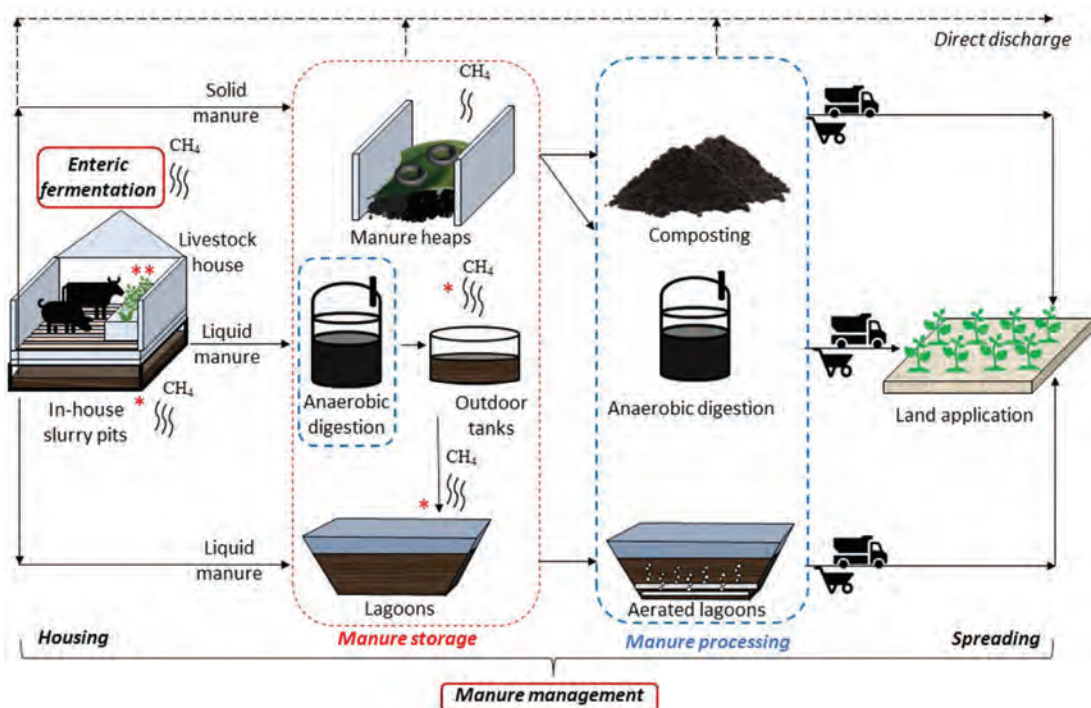 Direct discharge
Solid
manure
CH₄
Enteric
fermentation
CH₄
Livestock
house
**
Manure heaps
Composting
Liquid
manure
CH₄
*
In-house
slurry pits
*
CH₄
Anaerobic
digestion
Outdoor
tanks
Anaerobic digestion
Land application
CH₄
*
Liquid
manure
Lagoons
Aerated lagoons
Housing
Manure storage
Manure processing
Spreading
Manure management